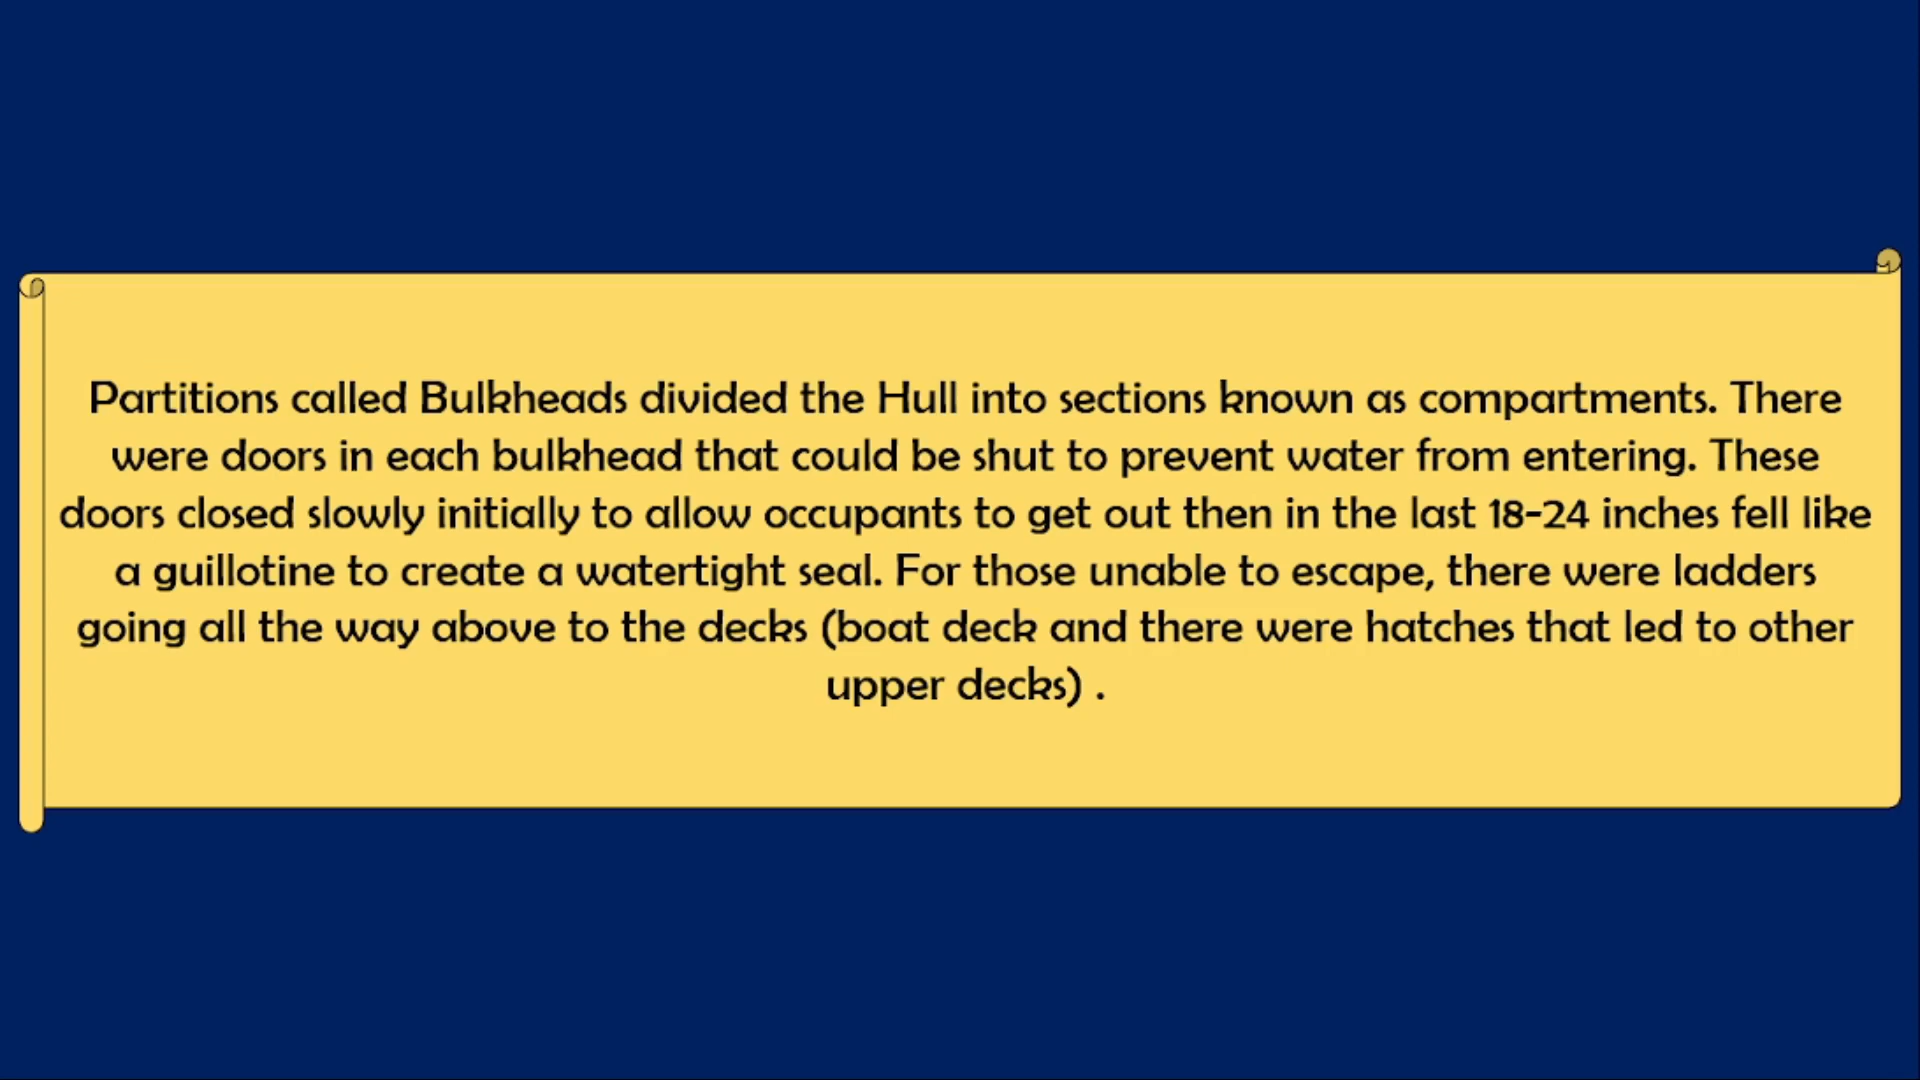 Partitions called Bulkheads divided the Hull into sections known as compartments. There
were doors in each bulkhead that could be shut to prevent water from entering. These
doors closed slowly initially to allow occupants to get out then in the last 18-24 inches fell like
a guillotine to create a watertight seal. For those unable to escape, there were ladders
going all the way above to the decks (boat deck and there were hatches that led to other
upper decks) .